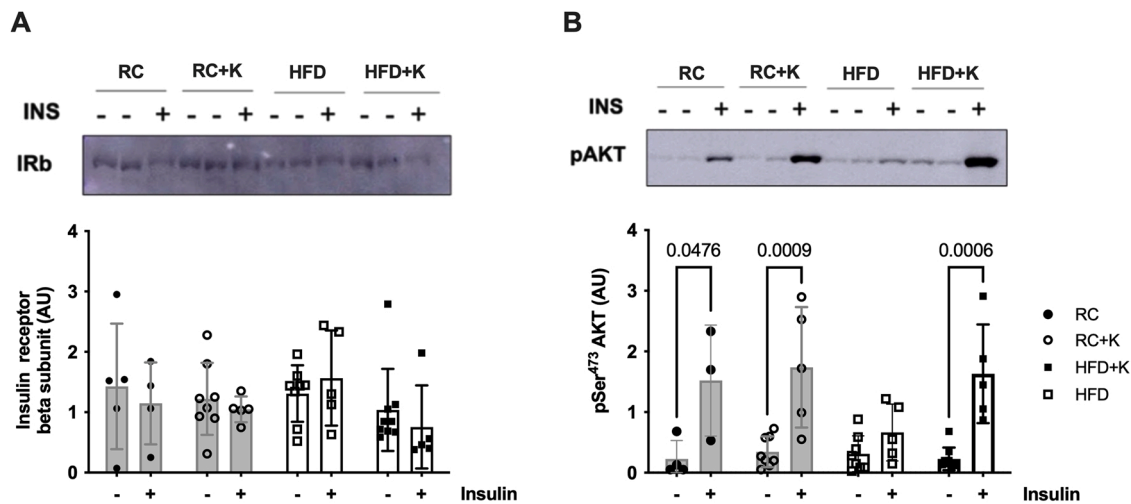 A
RC RC+K HFD HFD+K
INS - - + - - + - - + - - +
IRb
4
3
2
1
0
Insulin receptor
beta subunit (AU)
- + - + - + - + Insulin
B
RC RC+K HFD HFD+K
INS - - + - - + - - + - - +
pAKT
4
3
2
1
0
pSer473 AKT (AU)
0.0476 0.0009 0.0006
- + - + - + - + Insulin
RC
RC+K
HFD+K
HFD